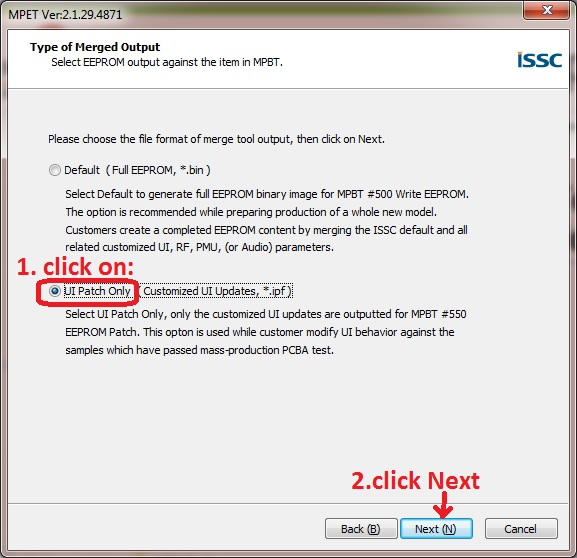 MPET Ver:2.1.29.4871
Type of Merged Output
Select EEPROM output against the item in MPBT.
ISSC
Please choose the file format of merge tool output, then click on Next.
Default ( Full EEPROM, *.bin )
Select Default to generate full EEPROM binary image for MPBT #500 Write EEPROM.
The option is recommended while preparing production of a whole new model.
Customers create a completed EEPROM content by merging the ISSC default and all
related customized UI, RF, PMU, (or Audio) parameters.
1. click on:
UI Patch Only ( Customized UI Updates, *.ipf )
Select UI Patch Only, only the customized UI updates are outputted for MPBT #550
EEPROM Patch. This opton is used while customer modify UI behavior against the
samples which have passed mass-production PCBA test.
2.click Next
Back (B) Next (N) Cancel